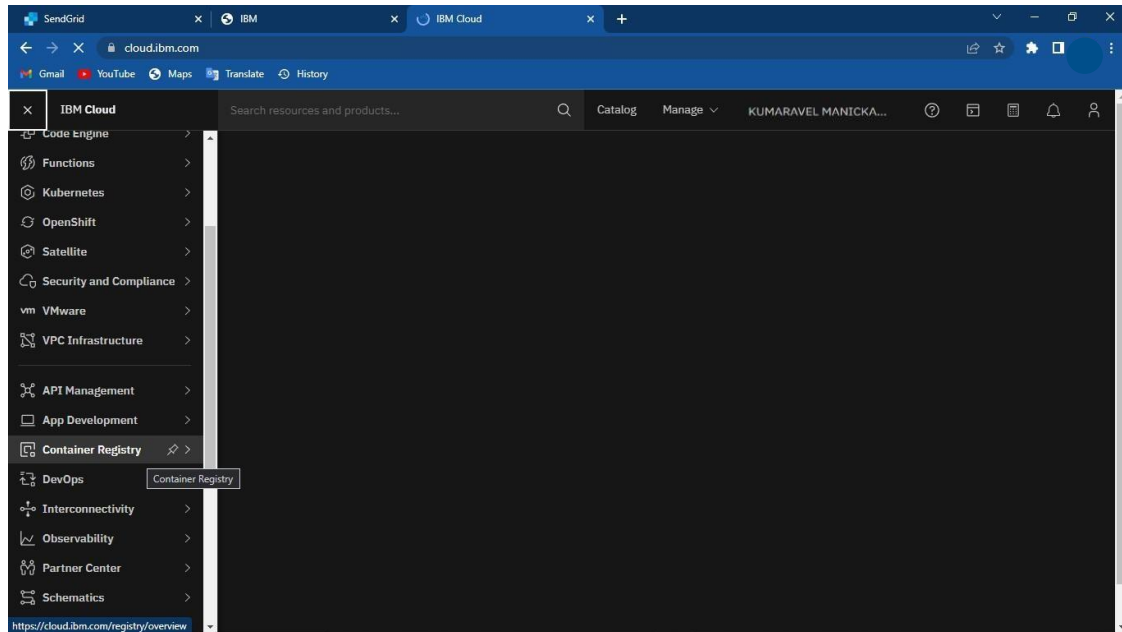 SendGrid
IBM
IBM Cloud
cloud.ibm.com
Gmail YouTube Maps Translate History
IBM Cloud
Search resources and products...
Catalog Manage KUMARAVEL MANICKA...
Code Engine
Functions
Kubernetes
OpenShift
Satellite
Security and Compliance
vm VMware
VPC Infrastructure
API Management
App Development
Container Registry
DevOps
Container Registry
Interconnectivity
Observability
Partner Center
Schematics
https://cloud.ibm.com/registry/overview